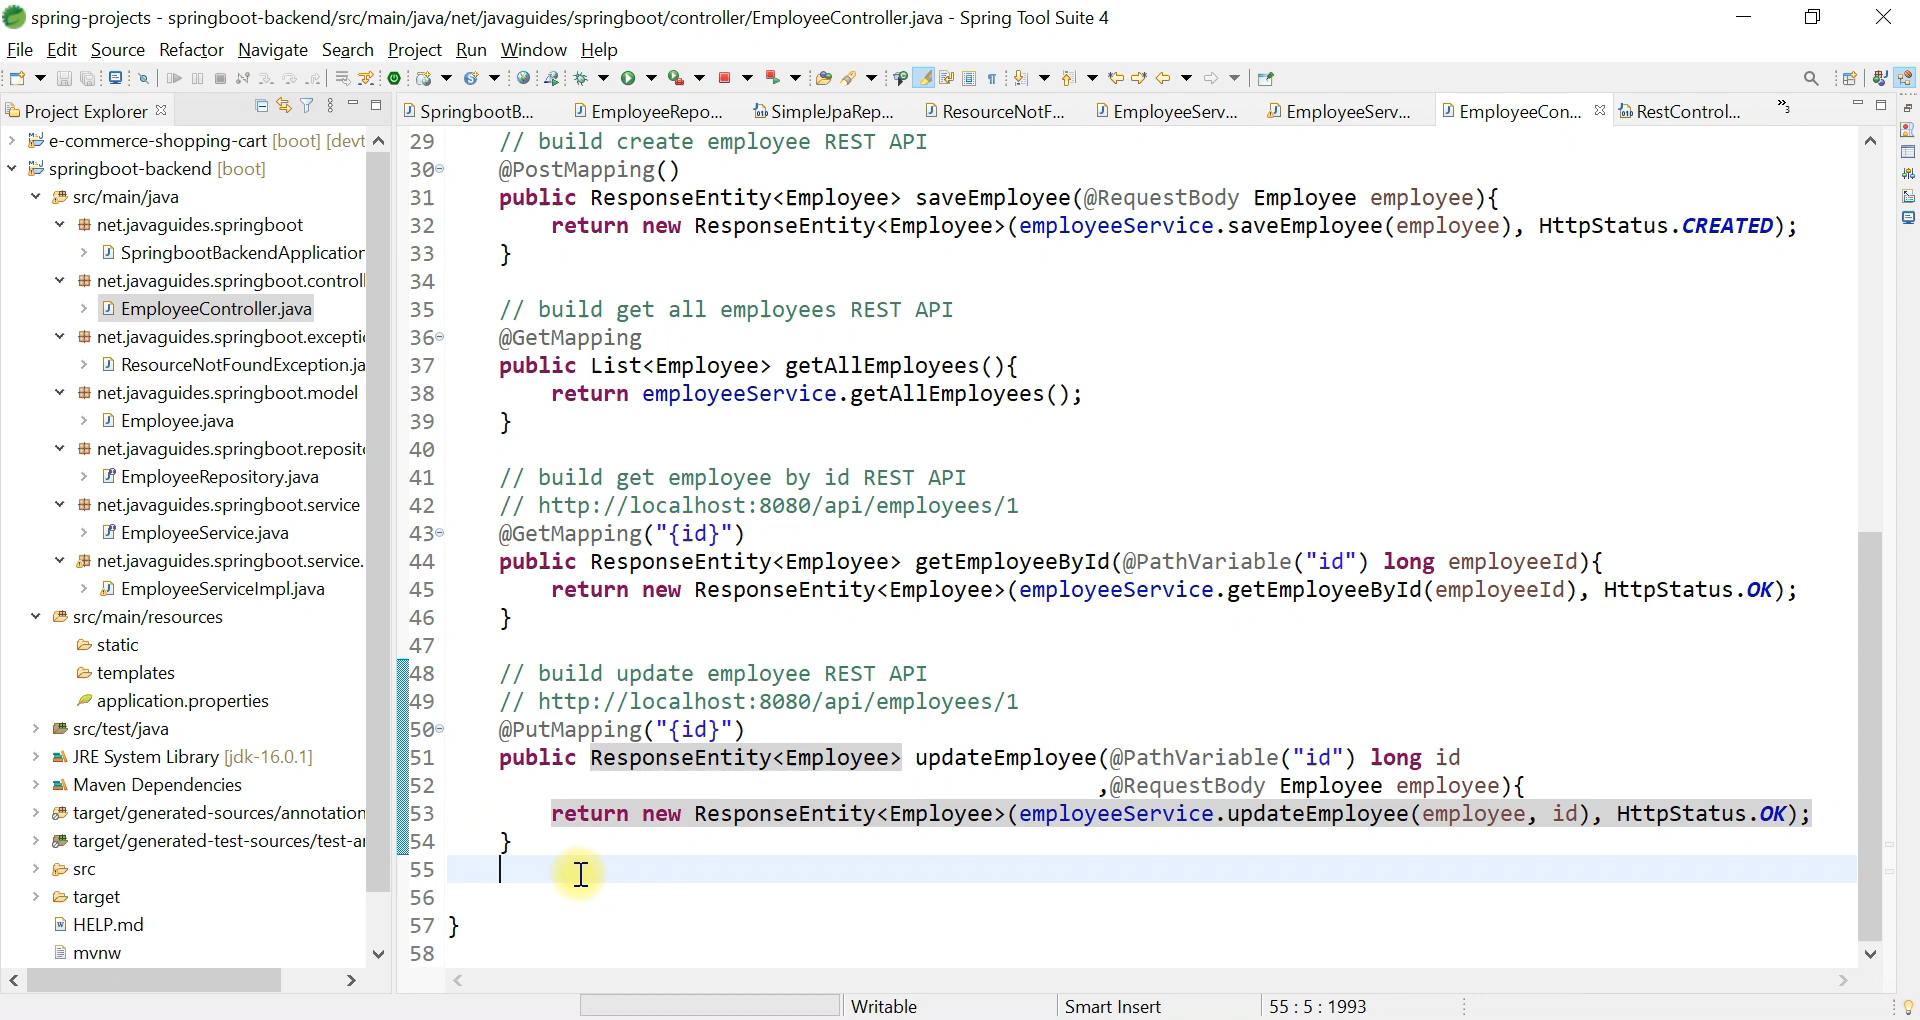 spring-projects - springboot-backend/src/main/java/net/javaguides/springboot/controller/EmployeeController.java - Spring Tool Suite 4
File Edit Source Refactor Navigate Search Project Run Window Help
Project Explorer
SpringbootB... EmployeeRepo... SimpleJpaRep... ResourceNotF... EmployeeServ... EmployeeServ... EmployeeCon... RestControl... »3
e-commerce-shopping-cart [boot] [devt
springboot-backend [boot]
src/main/java
net.javaguides.springboot
SpringbootBackendApplication
net.javaguides.springboot.control
EmployeeController.java
net.javaguides.springboot.excepti
ResourceNotFoundException.ja
net.javaguides.springboot.model
Employee.java
net.javaguides.springboot.reposit
EmployeeRepository.java
net.javaguides.springboot.service
EmployeeService.java
net.javaguides.springboot.service.
EmployeeServiceImpl.java
src/main/resources
static
templates
application.properties
src/test/java
JRE System Library [jdk-16.0.1]
Maven Dependencies
target/generated-sources/annotation
target/generated-test-sources/test-a
src
target
HELP.md
mvnw
29 // build create employee REST API
30 @PostMapping()
31 public ResponseEntity<Employee> saveEmployee(@RequestBody Employee employee){
32 return new ResponseEntity<Employee>(employeeService.saveEmployee(employee), HttpStatus.CREATED);
33 }
34
35 // build get all employees REST API
36 @GetMapping
37 public List<Employee> getAllEmployees(){
38 return employeeService.getAllEmployees();
39 }
40
41 // build get employee by id REST API
42 // http://localhost:8080/api/employees/1
43 @GetMapping("{id}")
44 public ResponseEntity<Employee> getEmployeeById(@PathVariable("id") long employeeId){
45 return new ResponseEntity<Employee>(employeeService.getEmployeeById(employeeId), HttpStatus.OK);
46 }
47
48 // build update employee REST API
49 // http://localhost:8080/api/employees/1
50 @PutMapping("{id}")
51 public ResponseEntity<Employee> updateEmployee(@PathVariable("id") long id
52 ,@RequestBody Employee employee){
53 return new ResponseEntity<Employee>(employeeService.updateEmployee(employee, id), HttpStatus.OK);
54 }
55
56
57 }
58
Writable Smart Insert 55 : 5 : 1993